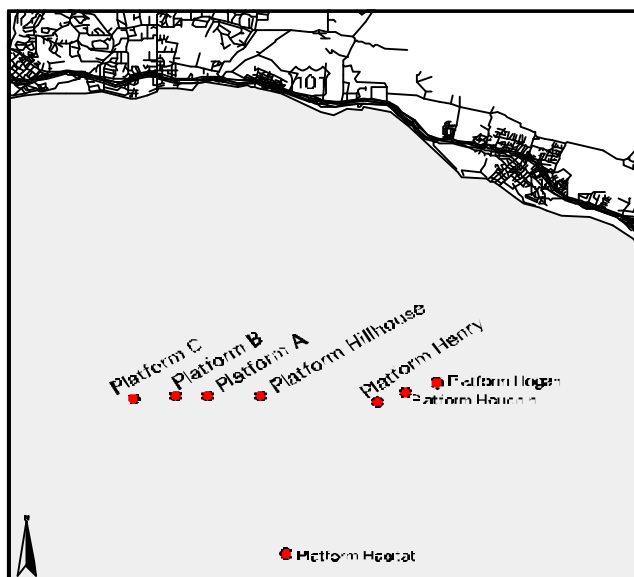 101
Platform C
Platform B
Platform A
Platform Hillhouse
Platform Henry
Platform Hogan
Platform Houchin
Platform Habitat
N